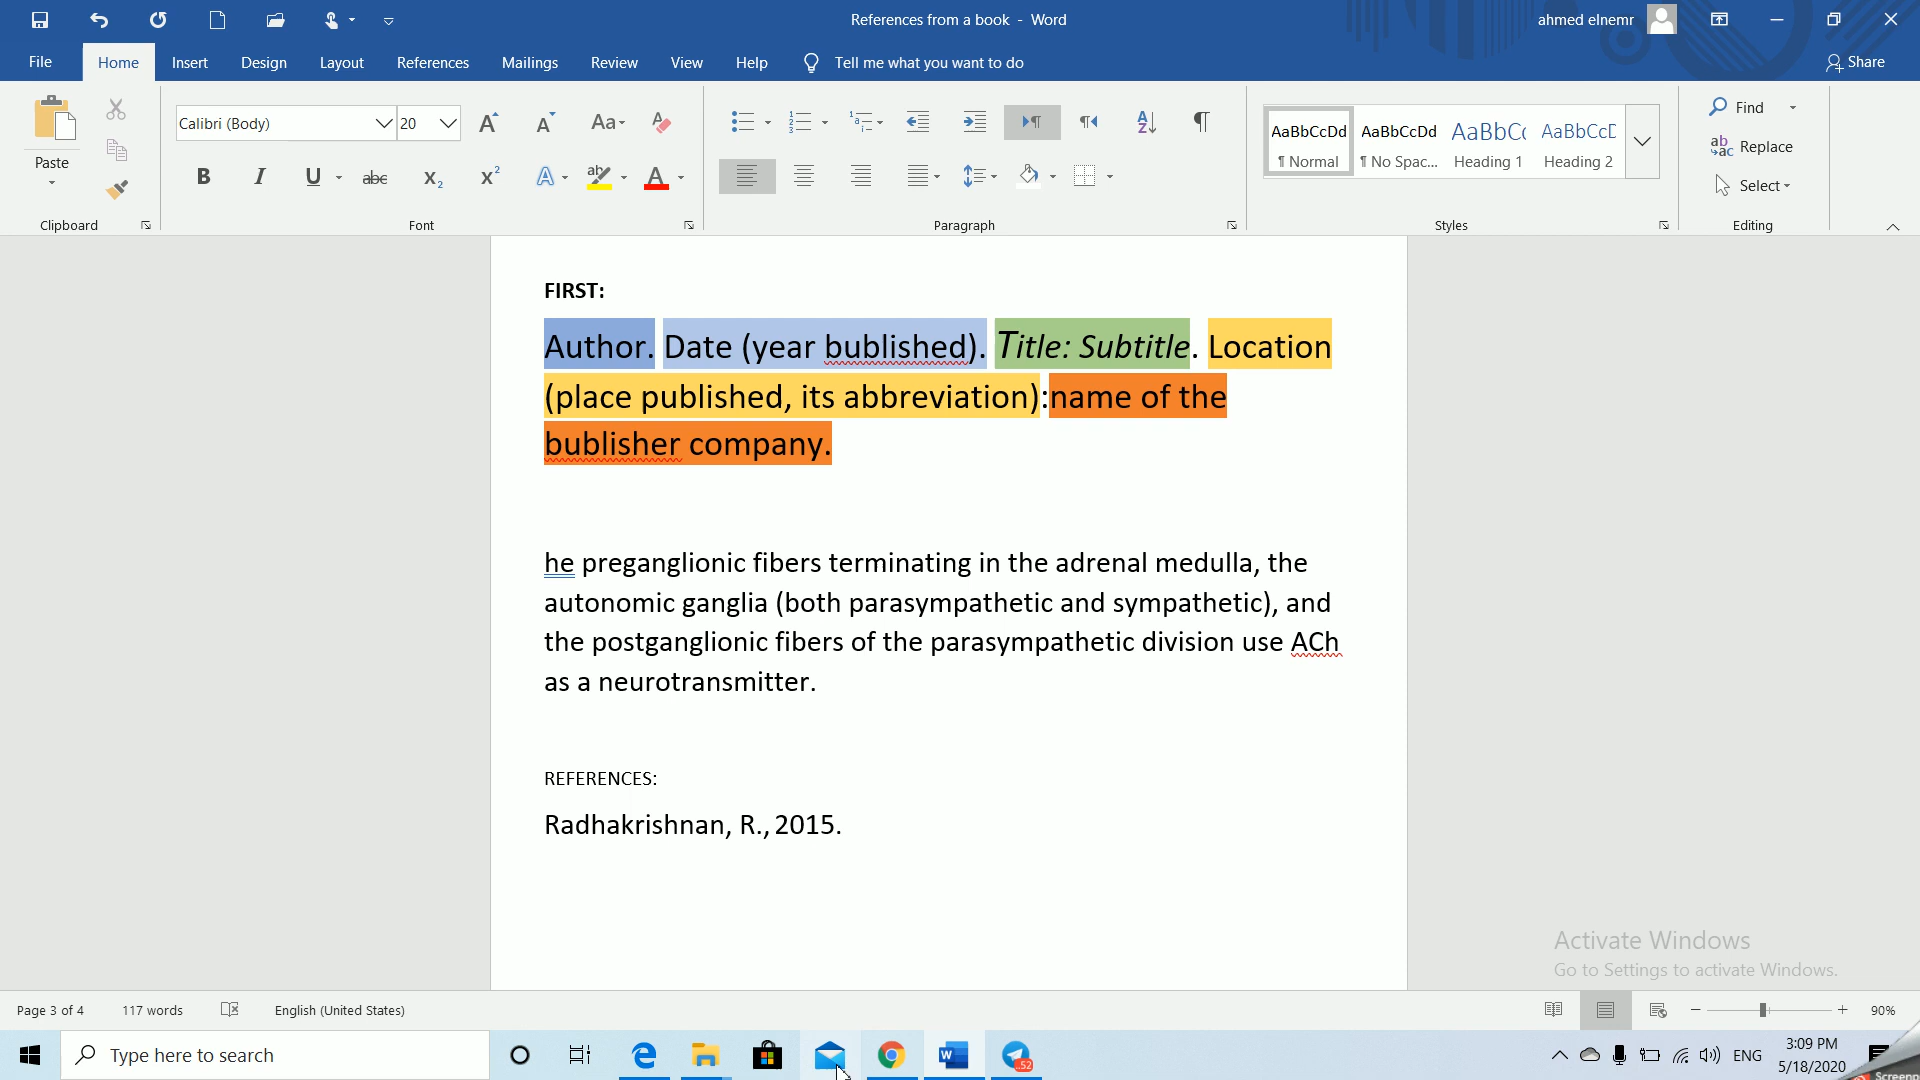 References from a book - Word
ahmed elnemr
File Home Insert Design Layout References Mailings Review View Help Tell me what you want to do Share
Calibri (Body) 20
Paste
Clipboard Font Paragraph Styles Editing
AaBbCcDd AaBbCcDd AaBbCc AaBbCcD
¶ Normal ¶ No Spac... Heading 1 Heading 2
Find
Replace
Select
FIRST:
Author. Date (year bublished). Title: Subtitle. Location
(place published, its abbreviation):name of the
bublisher company.
he preganglionic fibers terminating in the adrenal medulla, the
autonomic ganglia (both parasympathetic and sympathetic), and
the postganglionic fibers of the parasympathetic division use ACh
as a neurotransmitter.
REFERENCES:
Radhakrishnan, R., 2015.
Activate Windows
Go to Settings to activate Windows.
Page 3 of 4 117 words English (United States) 90%
Type here to search
52
ENG
3:09 PM
5/18/2020